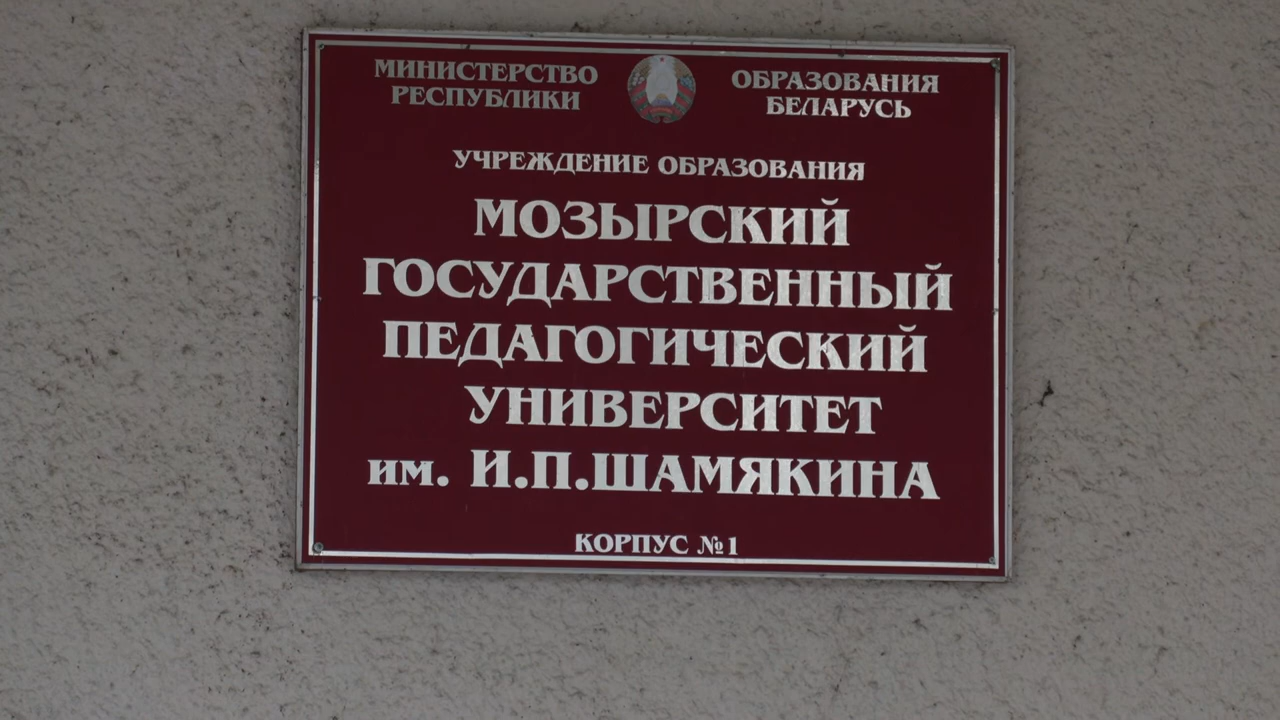 МИНИСТЕРСТВО ОБРАЗОВАНИЯ
РЕСПУБЛИКИ БЕЛАРУСЬ
УЧРЕЖДЕНИЕ ОБРАЗОВАНИЯ
МОЗЫРСКИЙ
ГОСУДАРСТВЕННЫЙ
ПЕДАГОГИЧЕСКИЙ
УНИВЕРСИТЕТ
им. И.П.ШАМЯКИНА
КОРПУС №1